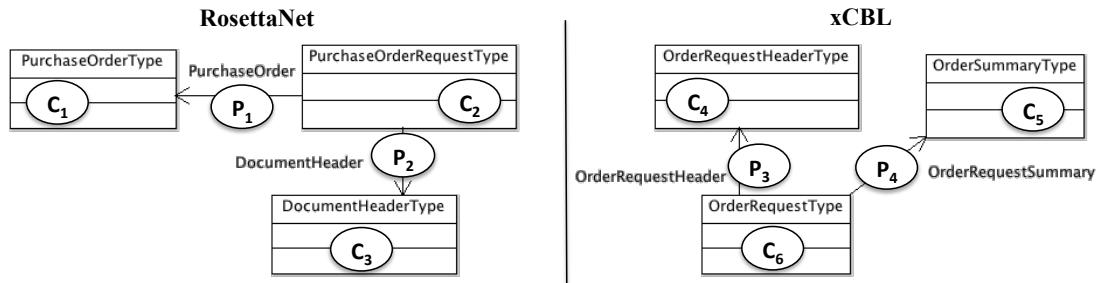 RosettaNet
PurchaseOrderType
C1
PurchaseOrder
P1
PurchaseOrderRequestType
C2
P2
DocumentHeader
DocumentHeaderType
C3
xCBL
OrderRequestHeaderType
C4
OrderSummaryType
C5
P3
OrderRequestHeader
P4
OrderRequestSummary
OrderRequestType
C6